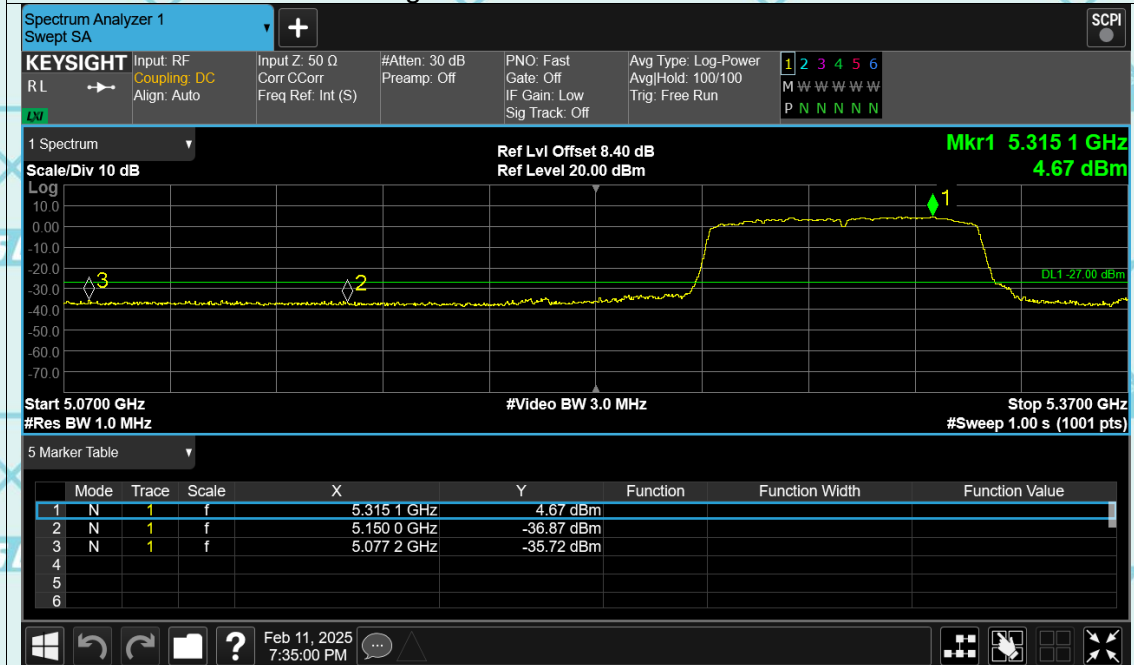 Spectrum Analyzer 1
Swept SA
+
SCPI
KEYSIGHT Input: RF Input Z: 50 Ω #Atten: 30 dB PNO: Fast Avg Type: Log-Power 1 2 3 4 5 6
R L Coupling: DC Corr CCorr Preamp: Off Gate: Off Avg|Hold: 100/100 M W W W W W W
Align: Auto Freq Ref: Int (S) IF Gain: Low Trig: Free Run
LXI Sig Track: Off P N N N N N N
1 Spectrum Ref Lvl Offset 8.40 dB Mkr1 5.315 1 GHz
Scale/Div 10 dB Ref Level 20.00 dBm 4.67 dBm
Log
1
10.0
0.00
-10.0
-20.0
DL1 -27.00 dBm
3 2
-30.0
-40.0
-50.0
-60.0
-70.0
Start 5.0700 GHz #Video BW 3.0 MHz Stop 5.3700 GHz
#Res BW 1.0 MHz #Sweep 1.00 s (1001 pts)
5 Marker Table
Mode Trace Scale X Y Function Function Width Function Value
1 N 1 f 5.315 1 GHz 4.67 dBm
2 N 1 f 5.150 0 GHz -36.87 dBm
3 N 1 f 5.077 2 GHz -35.72 dBm
4
5
6
? Feb 11, 2025
7:35:00 PM